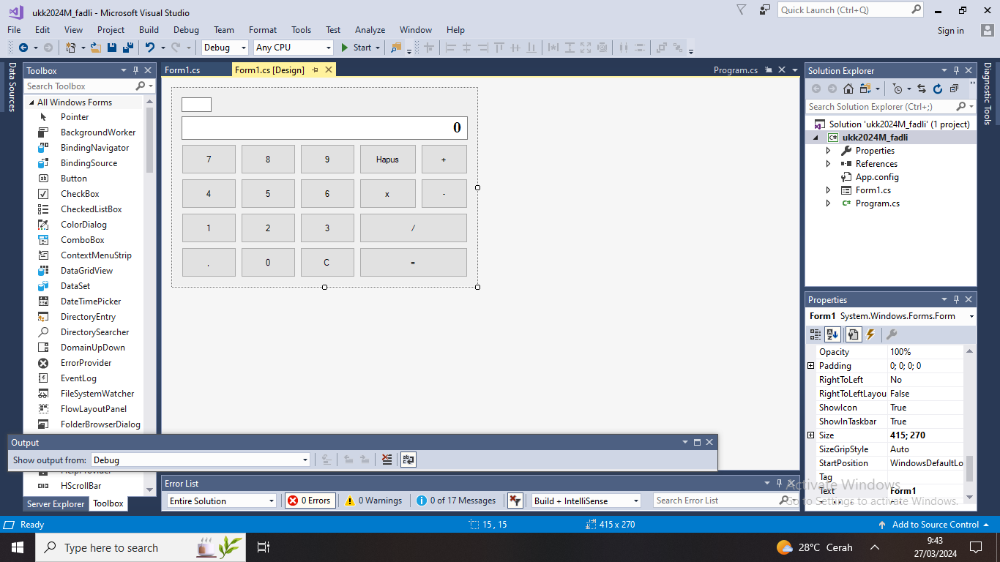 ukk2024M_fadli - Microsoft Visual Studio
Quick Launch (Ctrl+Q)
File Edit View Project Build Debug Team Format Tools Test Analyze Window Help
Sign in
Debug Any CPU Start
Data Sources
Toolbox
Search Toolbox
All Windows Forms
Pointer
BackgroundWorker
BindingNavigator
BindingSource
Button
CheckBox
CheckedListBox
ColorDialog
ComboBox
ContextMenuStrip
DataGridView
DataSet
DateTimePicker
DirectoryEntry
DirectorySearcher
DomainUpDown
ErrorProvider
EventLog
FileSystemWatcher
FlowLayoutPanel
FolderBrowserDialog
HelpProvider
HScrollBar
Server Explorer Toolbox
Form1.cs Form1.cs [Design] Program.cs
0
7 8 9 Hapus +
4 5 6 x -
1 2 3 /
. 0 C =
Output
Show output from: Debug
Error List
Entire Solution 0 Errors 0 Warnings 0 of 17 Messages Build + IntelliSense Search Error List
Solution Explorer
Search Solution Explorer (Ctrl+;)
Solution 'ukk2024M_fadli' (1 project)
C# ukk2024M_fadli
Properties
References
App.config
Form1.cs
C# Program.cs
Diagnostic Tools
Properties
Form1 System.Windows.Forms.Form
Opacity 100%
Padding 0; 0; 0; 0
RightToLeft No
RightToLeftLayou False
ShowIcon True
ShowInTaskbar True
Size 415; 270
SizeGripStyle Auto
StartPosition WindowsDefaultLo
Tag
Text Form1
Activate Windows
Go to Settings to activate Windows.
Ready 15 , 15 415 x 270 Add to Source Control
Type here to search
28°C Cerah
9:43
27/03/2024